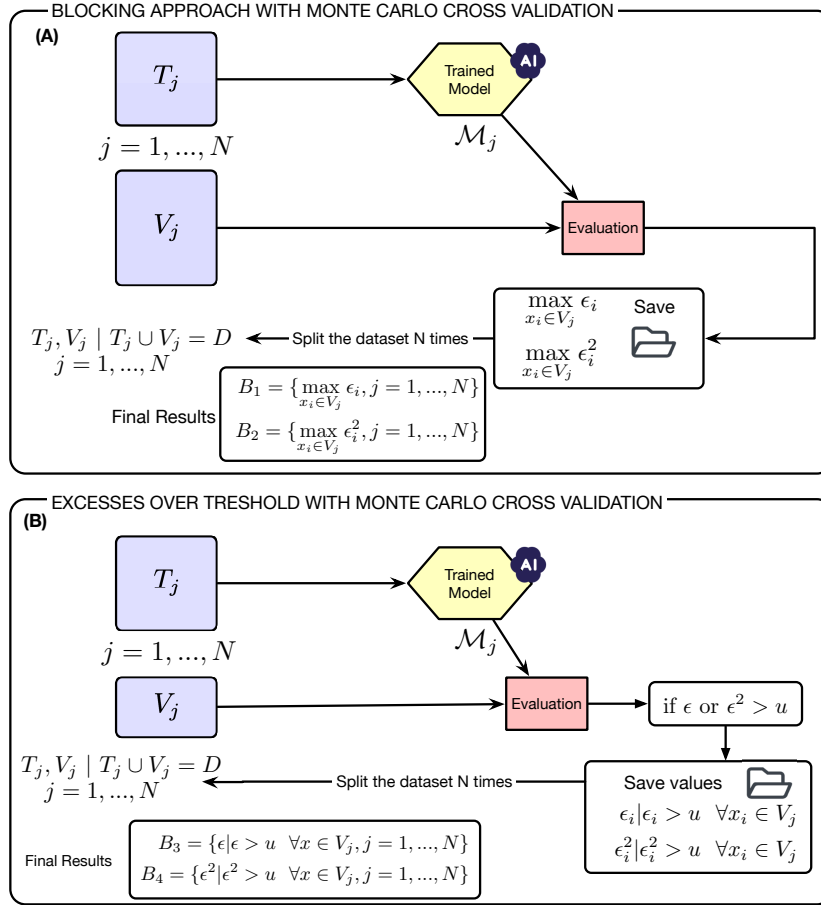 BLOCKING APPROACH WITH MONTE CARLO CROSS VALIDATION
(A)
T_j
Trained
Model
AI
j = 1, ..., N
M_j
V_j
Evaluation
max_{x_i∈V_j} ϵ_i
Save
T_j, V_j | T_j ∪ V_j = D
Split the dataset N times
j = 1, ..., N
max_{x_i∈V_j} ϵ_i^2
Final Results
B_1 = {max_{x_i∈V_j} ϵ_i, j = 1, ..., N}
B_2 = {max_{x_i∈V_j} ϵ_i^2, j = 1, ..., N}
EXCESSES OVER TRESHOLD WITH MONTE CARLO CROSS VALIDATION
(B)
T_j
Trained
Model
AI
j = 1, ..., N
M_j
V_j
Evaluation
if ϵ or ϵ^2 > u
T_j, V_j | T_j ∪ V_j = D
j = 1, ..., N
Split the dataset N times
Save values
ϵ_i|ϵ_i > u ∀x_i ∈ V_j
ϵ_i^2|ϵ_i^2 > u ∀x_i ∈ V_j
Final Results
B_3 = {ϵ|ϵ > u ∀x ∈ V_j, j = 1, ..., N}
B_4 = {ϵ^2|ϵ^2 > u ∀x ∈ V_j, j = 1, ..., N}